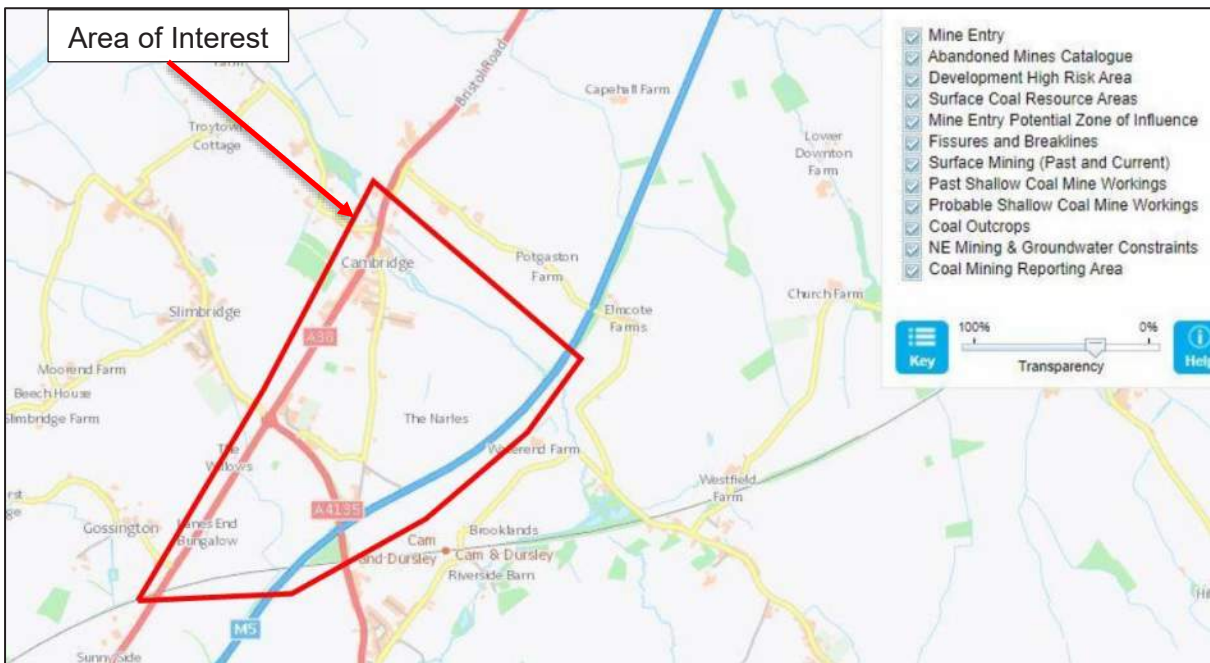 Area of Interest
Farm
Troytown
Cottage
Bristol Road
Capehall Farm
Lower
Downton
Farm
Cambridge
Potgaston
Farm
Slimbridge
Elmcote
Farms
Church Farm
A38
Moorend Farm
Beech House
Slimbridge Farm
The Narles
The
Willows
Waterend Farm
Westfield
Farm
A4135
Gossington
Lanes End
Bungalow
Brooklands
Cam
and Dursley
Cam & Dursley
Riverside Barn
M5
Sunny Side
Mine Entry
Abandoned Mines Catalogue
Development High Risk Area
Surface Coal Resource Areas
Mine Entry Potential Zone of Influence
Fissures and Breaklines
Surface Mining (Past and Current)
Past Shallow Coal Mine Workings
Probable Shallow Coal Mine Workings
Coal Outcrops
NE Mining & Groundwater Constraints
Coal Mining Reporting Area
Key
100% 0%
Transparency
Help